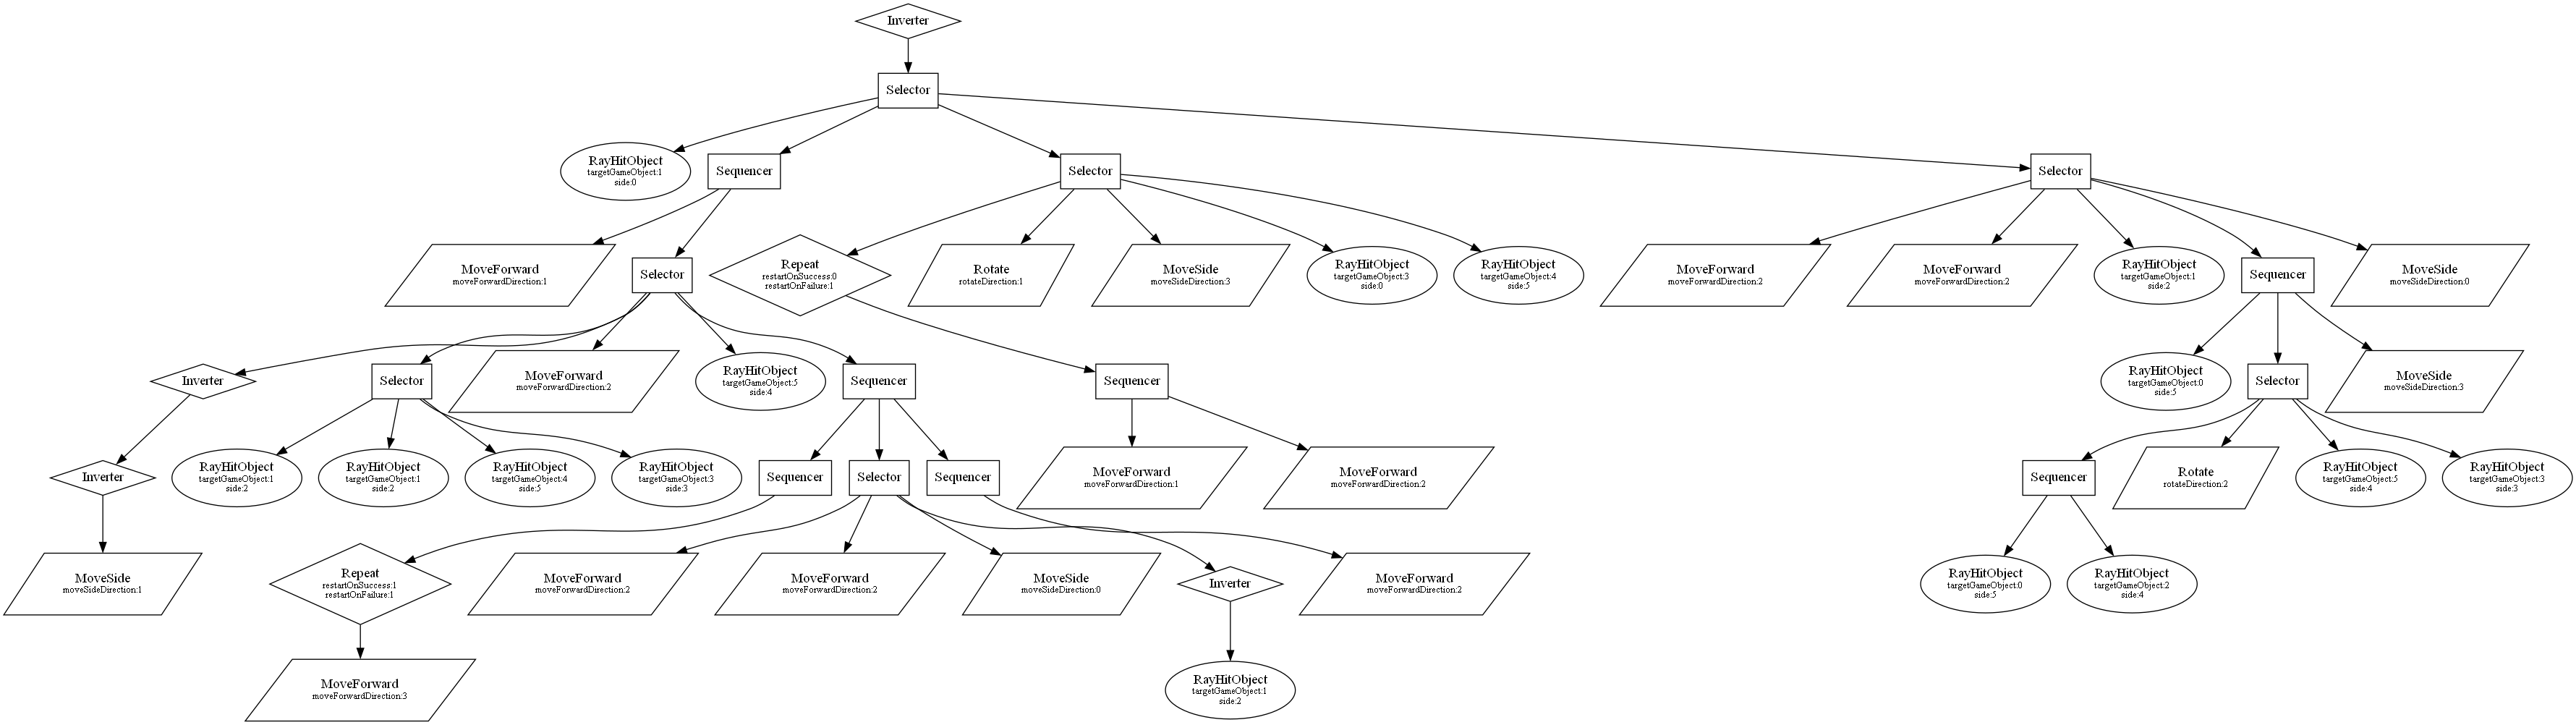 Inverter
Selector
RayHitObject
targetGameObject:1
side:0
Sequencer
Selector
Selector
MoveForward
moveForwardDirection:1
Selector
Repeat
restartOnSuccess:0
restartOnFailure:1
Rotate
rotateDirection:1
MoveSide
moveSideDirection:3
RayHitObject
targetGameObject:3
side:0
RayHitObject
targetGameObject:4
side:5
MoveForward
moveForwardDirection:2
MoveForward
moveForwardDirection:2
RayHitObject
targetGameObject:1
side:2
Sequencer
MoveSide
moveSideDirection:0
Inverter
Selector
MoveForward
moveForwardDirection:2
RayHitObject
targetGameObject:5
side:4
Sequencer
Sequencer
RayHitObject
targetGameObject:0
side:5
Selector
MoveSide
moveSideDirection:3
Inverter
RayHitObject
targetGameObject:1
side:2
RayHitObject
targetGameObject:1
side:2
RayHitObject
targetGameObject:4
side:5
RayHitObject
targetGameObject:3
side:3
Sequencer
Selector
Sequencer
MoveForward
moveForwardDirection:1
MoveForward
moveForwardDirection:2
Sequencer
Rotate
rotateDirection:2
RayHitObject
targetGameObject:5
side:4
RayHitObject
targetGameObject:3
side:3
MoveSide
moveSideDirection:1
Repeat
restartOnSuccess:1
restartOnFailure:1
MoveForward
moveForwardDirection:2
MoveForward
moveForwardDirection:2
MoveSide
moveSideDirection:0
Inverter
MoveForward
moveForwardDirection:2
RayHitObject
targetGameObject:0
side:5
RayHitObject
targetGameObject:2
side:4
MoveForward
moveForwardDirection:3
RayHitObject
targetGameObject:1
side:2